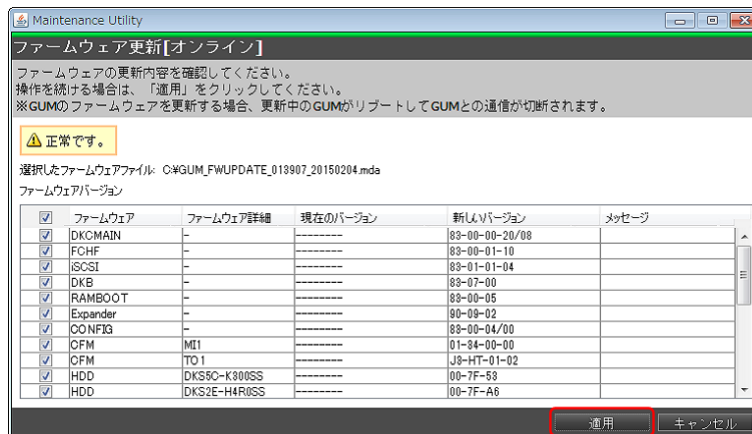 Maintenance Utility
ファームウェア更新[オンライン]
ファームウェアの更新内容を確認してください。
操作を続ける場合は、「適用」をクリックしてください。
※GUMのファームウェアを更新する場合、更新中のGUMがリブートしてGUMとの通信が切断されます。
正常です。
選択したファームウェアファイル: C:¥GUM_FWUPDATE_013907_20150204.mda
ファームウェアバージョン
ファームウェア ファームウェア詳細 現在のバージョン 新しいバージョン メッセージ
DKCMAIN - -------- 83-00-00-20/08
FCHF - -------- 83-00-01-10
iSCSI - -------- 83-01-01-04
DKB - -------- 83-07-00
RAMBOOT - -------- 83-00-05
Expander - -------- 90-09-02
CONFIG - -------- 83-00-04/00
CFM MI1 -------- 01-84-00-00
CFM TO1 -------- J3-HT-01-02
HDD DKS5C-K300SS -------- 00-7F-53
HDD DKS2E-H4R0SS -------- 00-7F-A6
適用 キャンセル